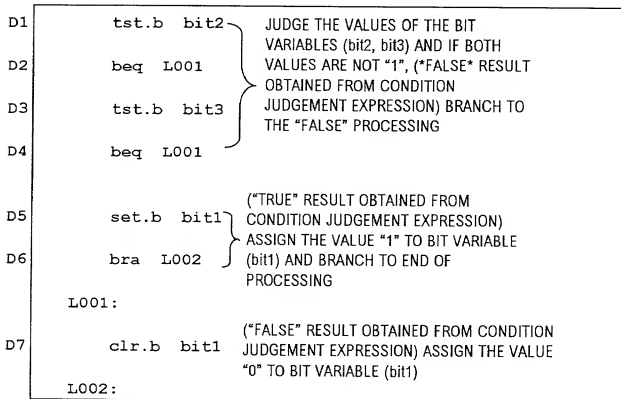 D1 tst.b bit2
JUDGE THE VALUES OF THE BIT
VARIABLES (bit2, bit3) AND IF BOTH
D2 beq L001
VALUES ARE NOT “1”, (*FALSE* RESULT
OBTAINED FROM CONDITION
D3 tst.b bit3
JUDGEMENT EXPRESSION) BRANCH TO
THE “FALSE” PROCESSING
D4 beq L001
(“TRUE” RESULT OBTAINED FROM
D5 set.b bit1
CONDITION JUDGEMENT EXPRESSION)
ASSIGN THE VALUE “1” TO BIT VARIABLE
D6 bra L002
(bit1) AND BRANCH TO END OF
PROCESSING
L001:
(“FALSE” RESULT OBTAINED FROM CONDITION
D7 clr.b bit1
JUDGEMENT EXPRESSION) ASSIGN THE VALUE
“0” TO BIT VARIABLE (bit1)
L002: